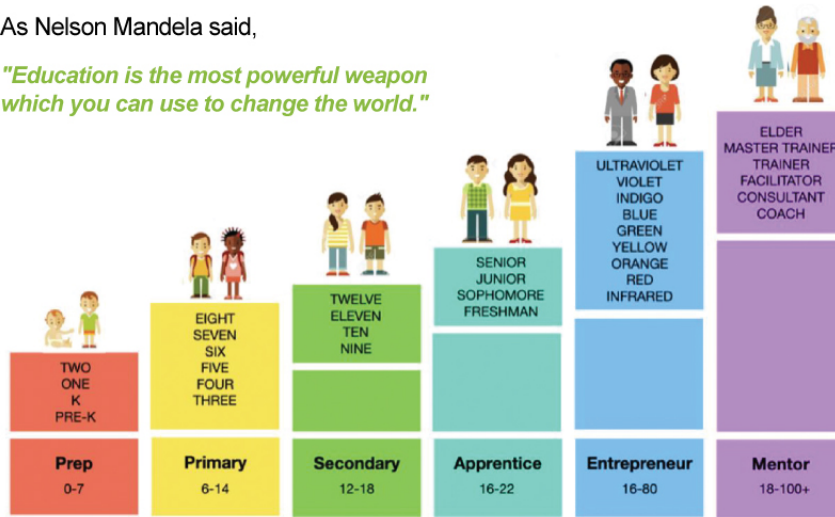 As Nelson Mandela said,
"Education is the most powerful weapon
which you can use to change the world."
TWO
ONE
K
PRE-K
Prep
0-7
EIGHT
SEVEN
SIX
FIVE
FOUR
THREE
Primary
6-14
TWELVE
ELEVEN
TEN
NINE
Secondary
12-18
SENIOR
JUNIOR
SOPHOMORE
FRESHMAN
Apprentice
16-22
ULTRAVIOLET
VIOLET
INDIGO
BLUE
GREEN
YELLOW
ORANGE
RED
INFRARED
Entrepreneur
16-80
ELDER
MASTER TRAINER
TRAINER
FACILITATOR
CONSULTANT
COACH
Mentor
18-100+